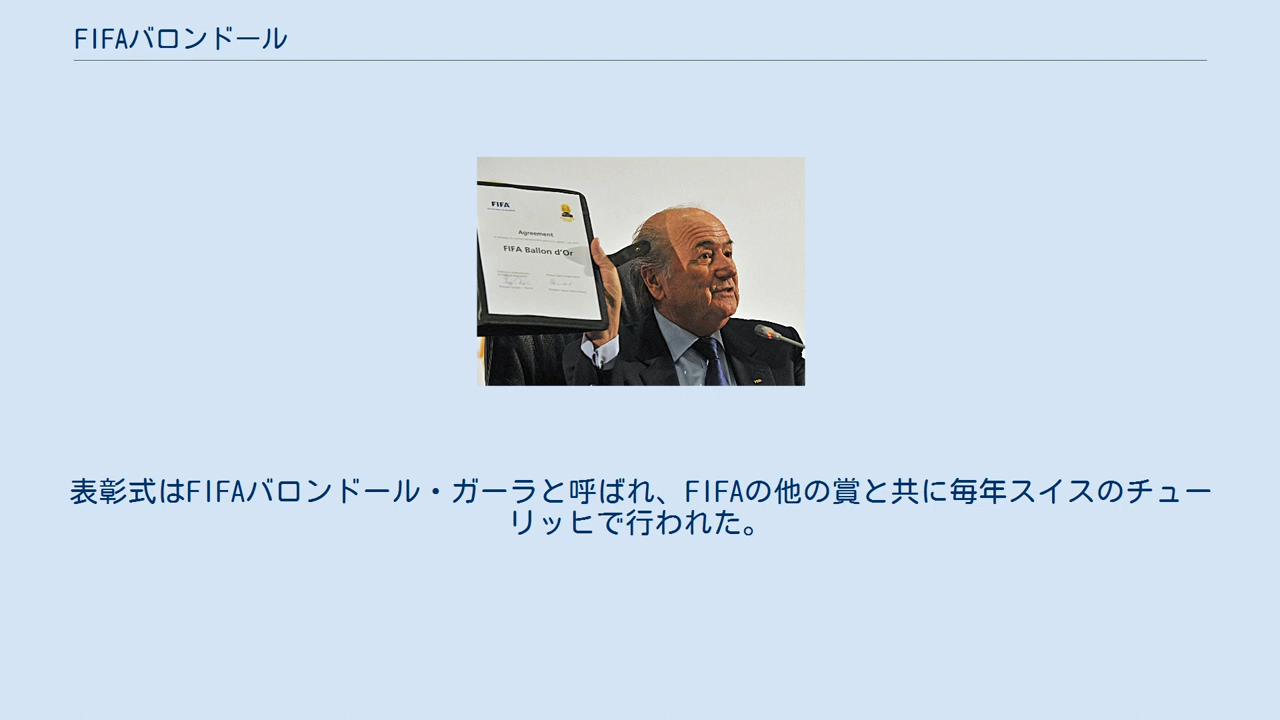 FIFAバロンドール
FIFA
Agreement
FIFA Ballon d'Or
表彰式はFIFAバロンドール・ガーラと呼ばれ、FIFAの他の賞と共に毎年スイスのチュー
リッヒで行われた。